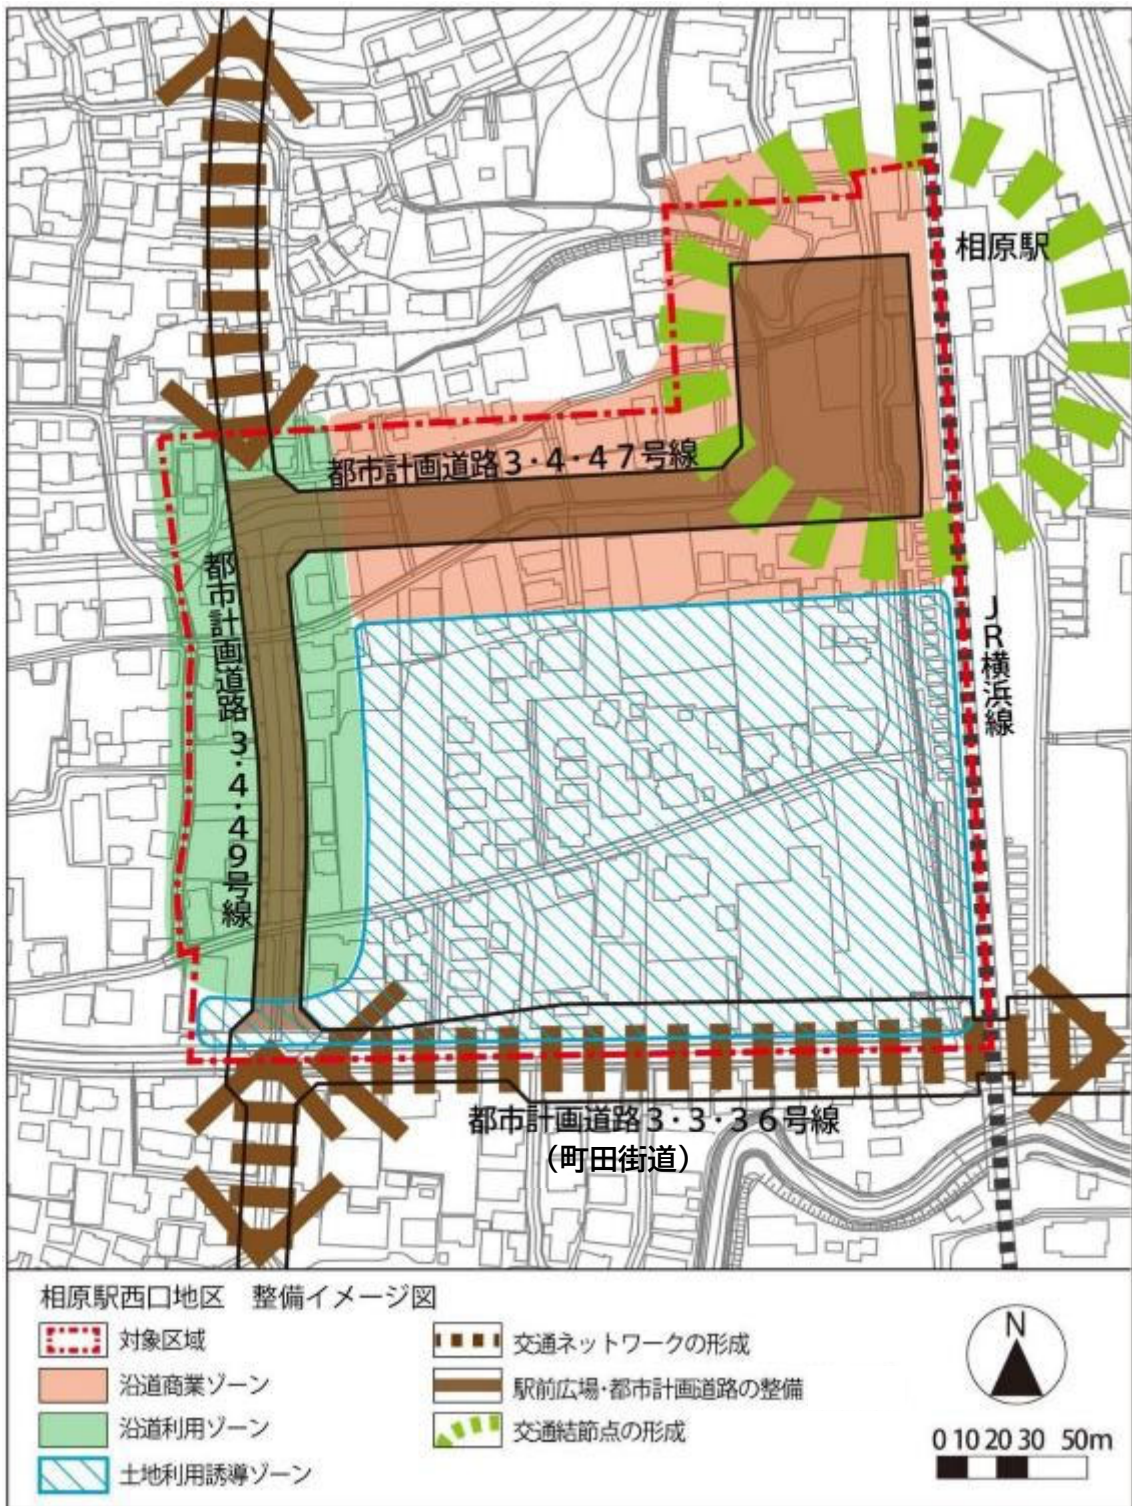 相原駅
都市計画道路3・4・47号線
都市計画道路3・4・49号線
JR横浜線
都市計画道路3・3・36号線
(町田街道)
相原駅西口地区 整備イメージ図
対象区域
沿道商業ゾーン
沿道利用ゾーン
土地利用誘導ゾーン
交通ネットワークの形成
駅前広場・都市計画道路の整備
交通結節点の形成
N
0 10 20 30 50m